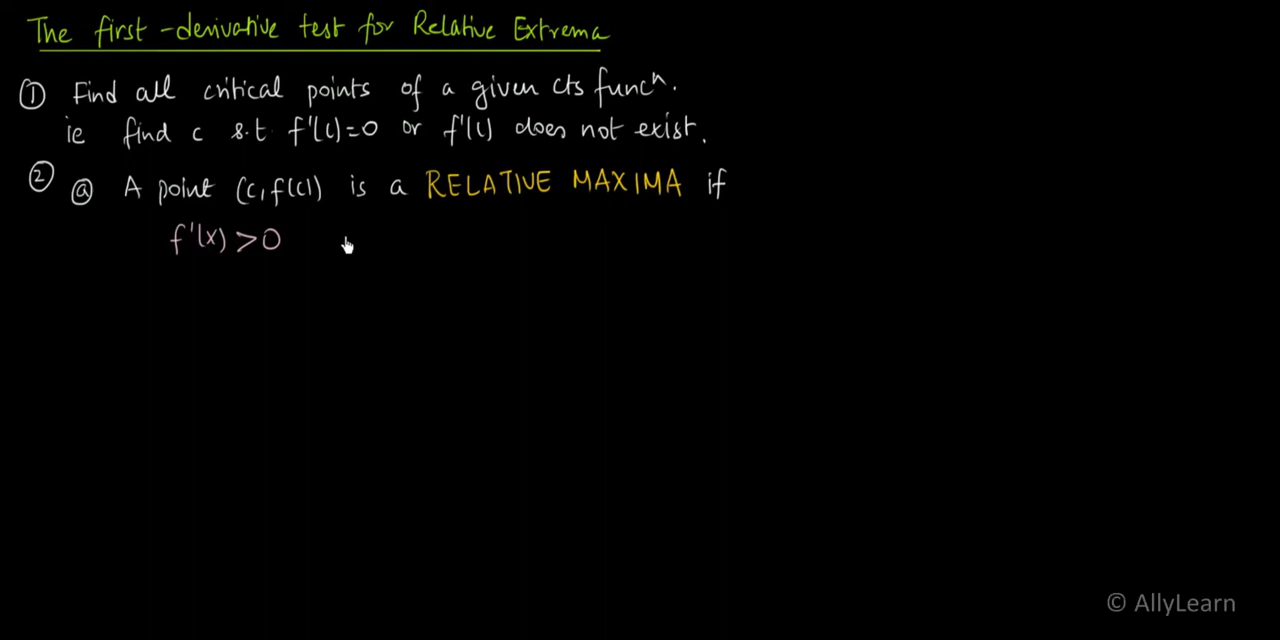 The first-derivative test for Relative Extrema
① Find all critical points of a given cts funcⁿ.
ie find c s.t f'(c)=0 or f'(c) does not exist.
② ⓐ A point (c,f(c)) is a RELATIVE MAXIMA if
f'(x) >0
© AllyLearn